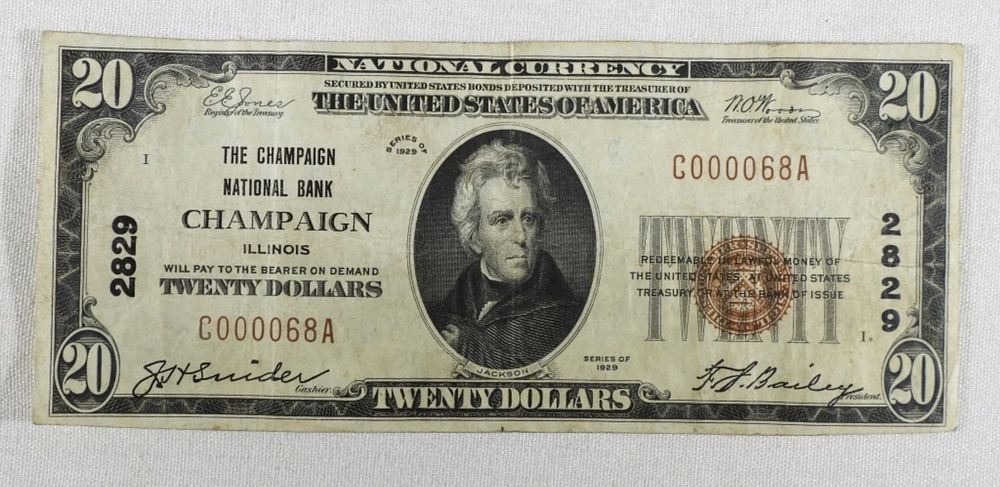 20
NATIONAL CURRENCY
20
SECURED BY UNITED STATES BONDS DEPOSITED WITH THE TREASURER OF
THE UNITED STATES OF AMERICA
E E Jones
Register of the Treasury.
Treasurer of the United States
SERIES OF
1929
I
THE CHAMPAIGN
NATIONAL BANK
CHAMPAIGN
ILLINOIS
WILL PAY TO THE BEARER ON DEMAND
TWENTY DOLLARS
C000068A
2829
C000068A
TWENTY
REDEEMABLE IN LAWFUL MONEY OF
THE UNITED STATES AT UNITED STATES
TREASURY, OR AT THE BANK OF ISSUE
2829
I.
JACKSON
SERIES OF
1929
20
J. H. Snider
Cashier.
TWENTY DOLLARS
F. J. Bailey
President.
20